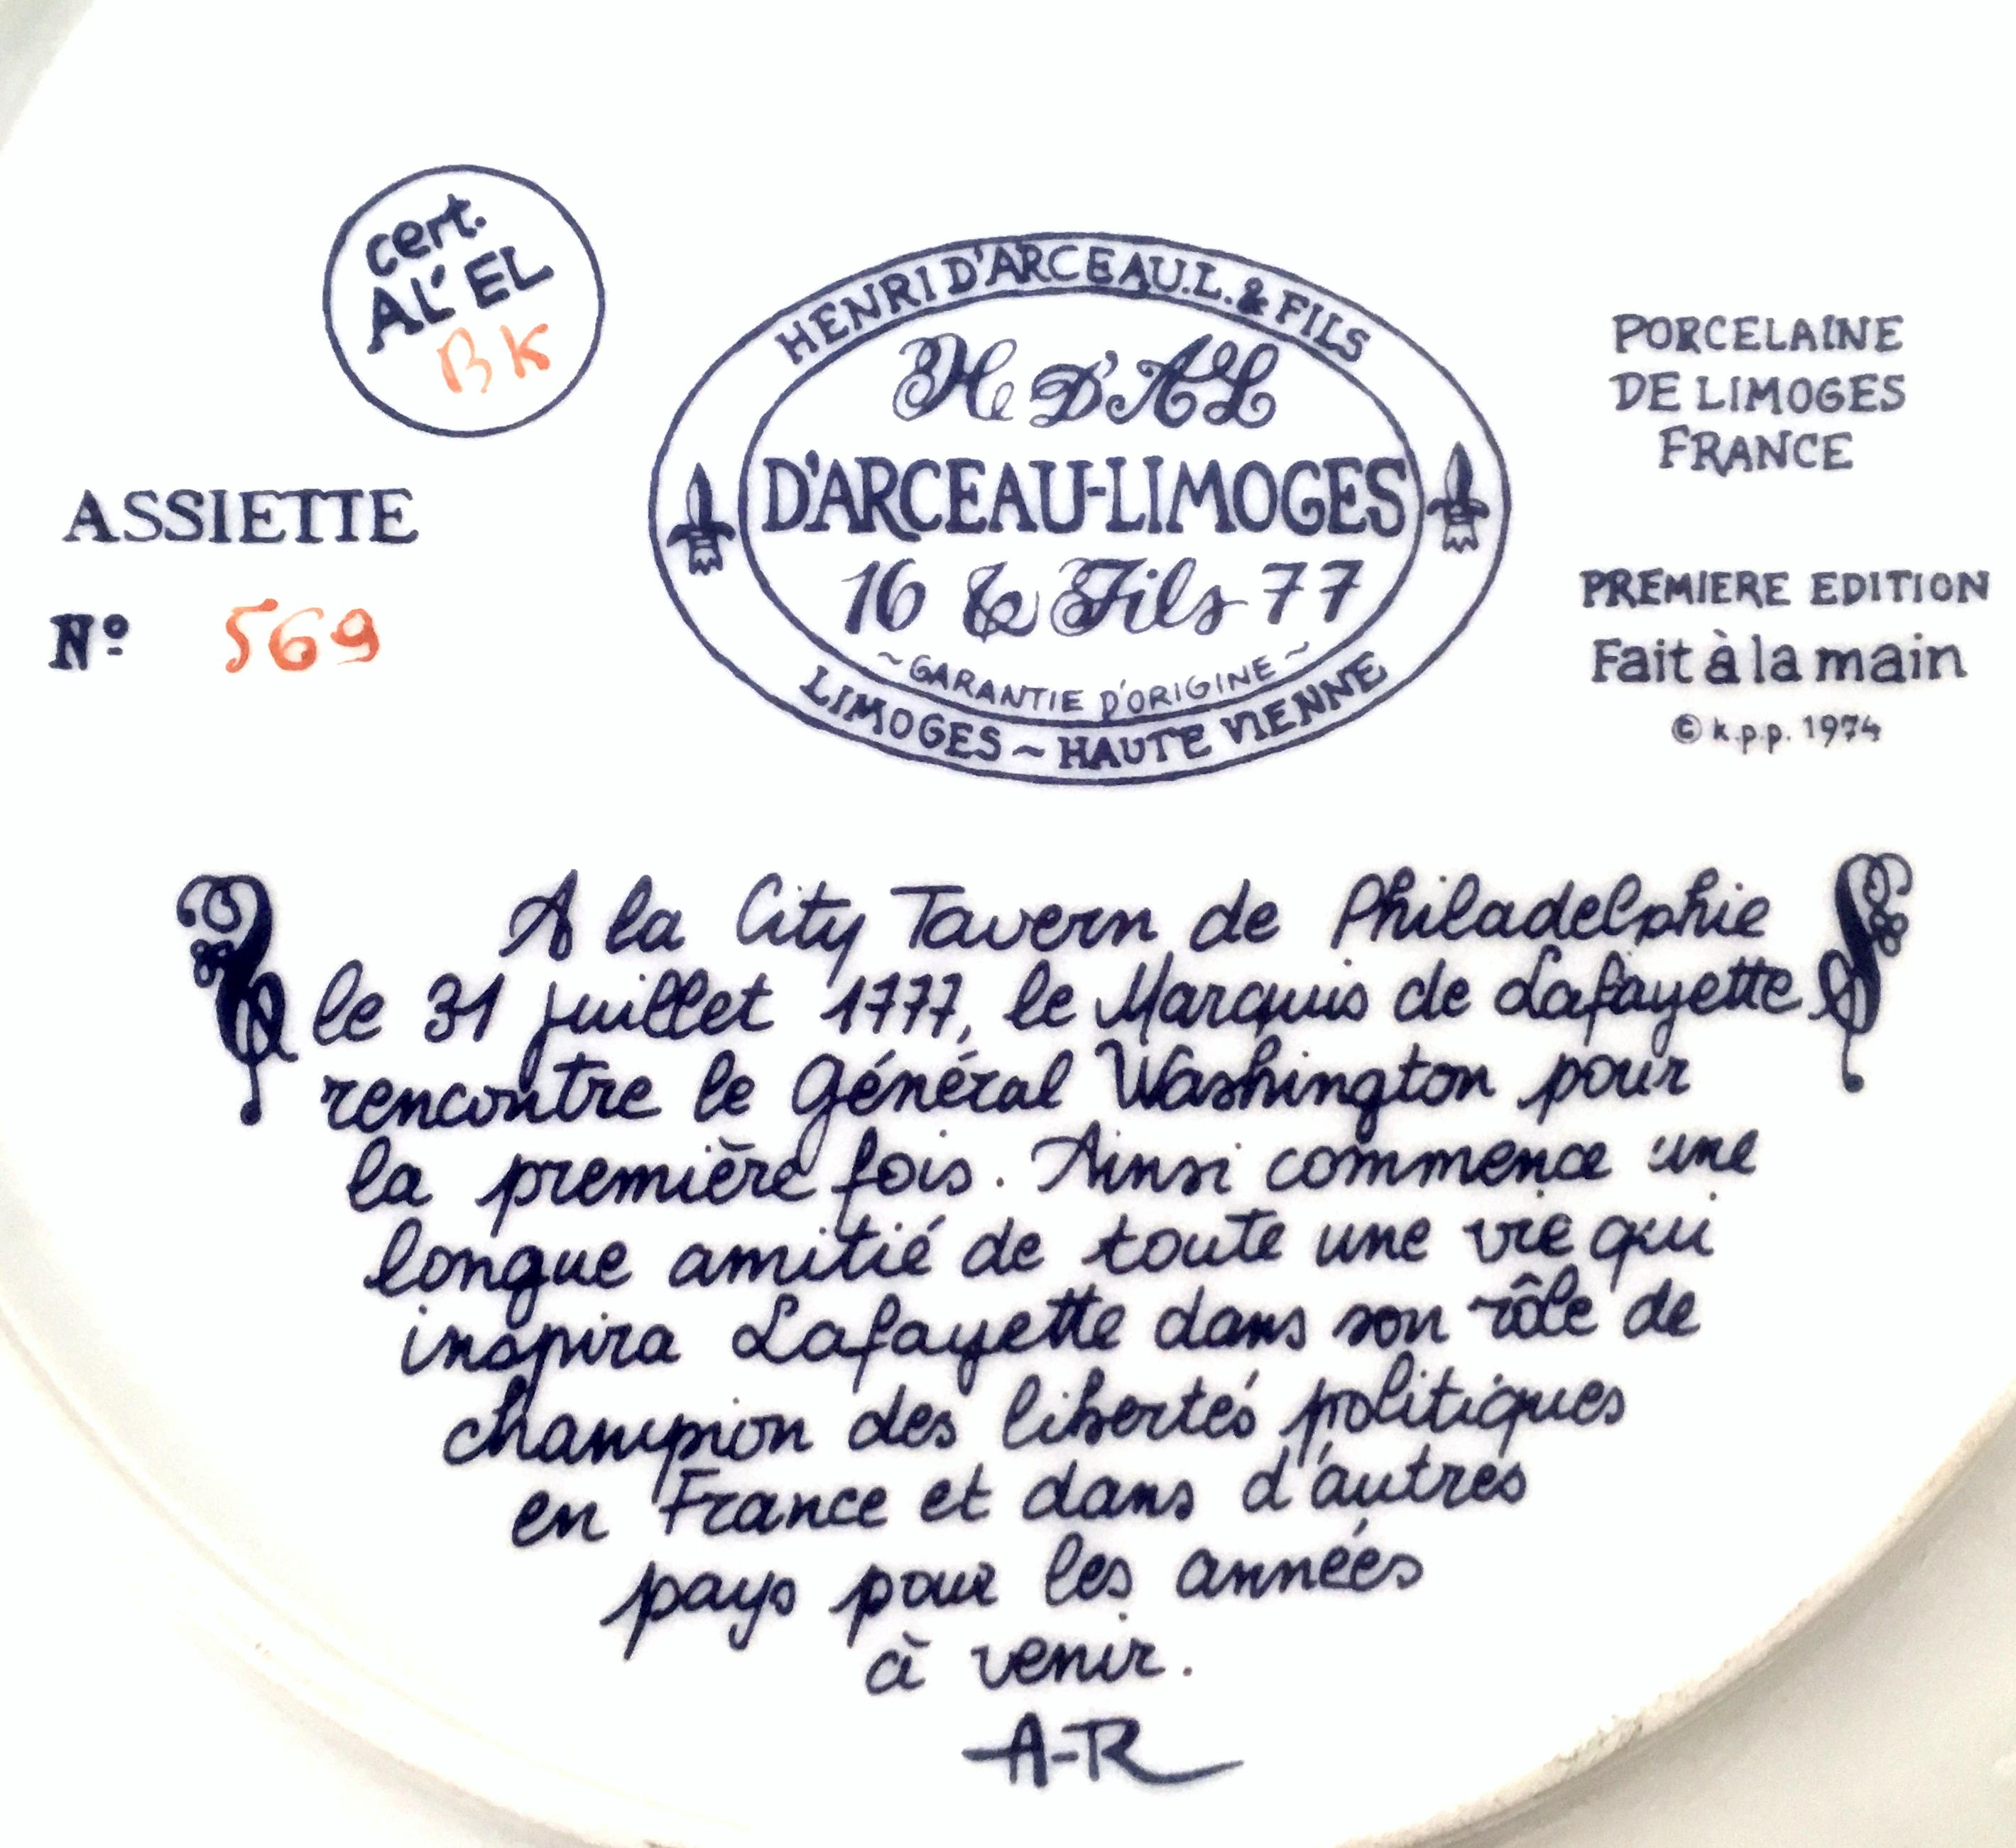 cert.
AL' EL
BK
ASSIETTE
Nº 569
HENRI D'ARCEAU.L. & FILS
H D'AL
D'ARCEAU-LIMOGES
16 & Fils 77
~ GARANTIE D'ORIGINE ~
LIMOGES ~ HAUTE VIENNE
PORCELAINE
DE LIMOGES
FRANCE
PREMIERE EDITION
Fait à la main
© k.p.p. 1974
A la City Tavern de Philadelphie
le 31 juillet 1777, le Marquis de Lafayette
rencontre le Général Washington pour
la première fois. Ainsi commence une
longue amitié de toute une vie qui
inspira Lafayette dans son rôle de
champion des libertés politiques
en France et dans d'autres
pays pour les années
à venir.
A-R